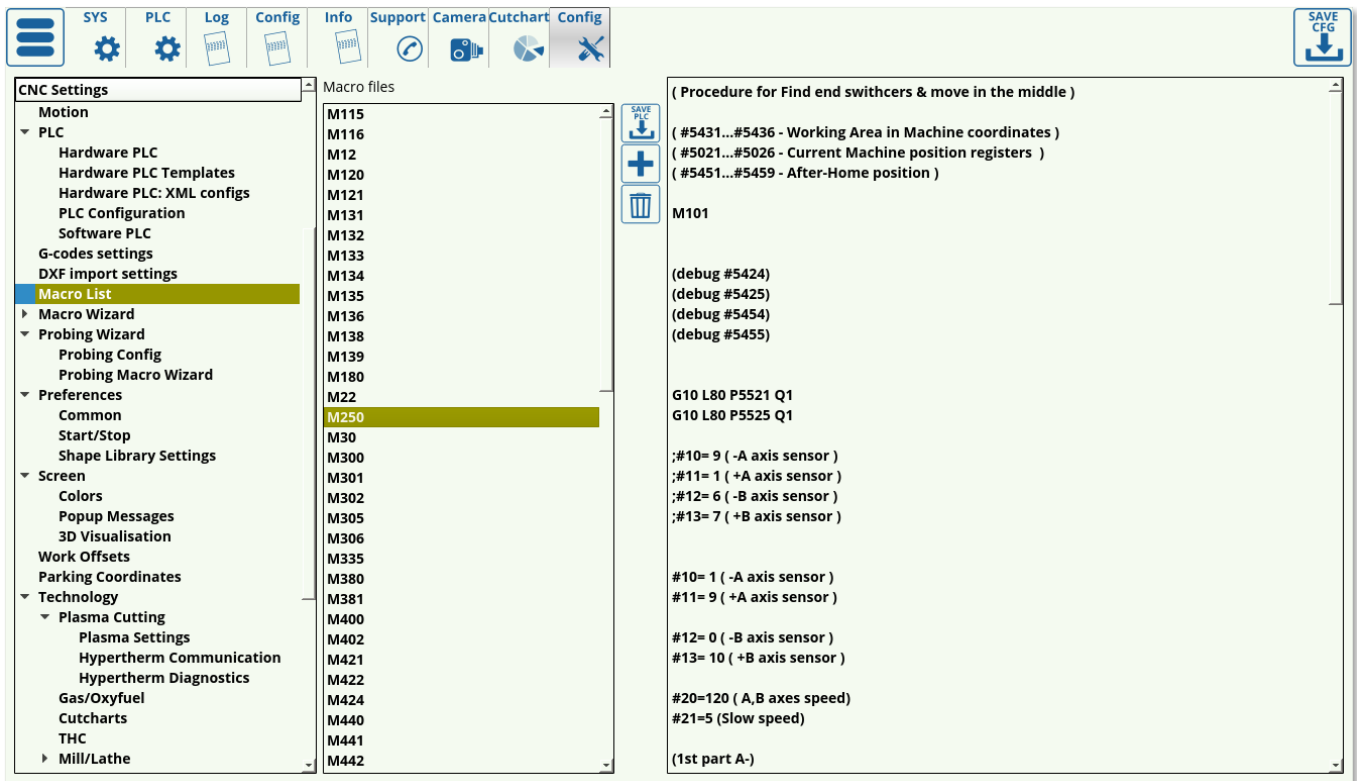 SYS
PLC
Log
Config
Info
Support
Camera
Cutchart
Config
SAVE
CFG
CNC Settings
Motion
PLC
Hardware PLC
Hardware PLC Templates
Hardware PLC: XML configs
PLC Configuration
Software PLC
G-codes settings
DXF import settings
Macro List
Macro Wizard
Probing Wizard
Probing Config
Probing Macro Wizard
Preferences
Common
Start/Stop
Shape Library Settings
Screen
Colors
Popup Messages
3D Visualisation
Work Offsets
Parking Coordinates
Technology
Plasma Cutting
Plasma Settings
Hypertherm Communication
Hypertherm Diagnostics
Gas/Oxyfuel
Cutcharts
THC
Mill/Lathe
Macro files
M115
M116
M12
M120
M121
M131
M132
M133
M134
M135
M136
M138
M139
M180
M22
M250
M30
M300
M301
M302
M305
M306
M335
M380
M381
M400
M402
M421
M422
M424
M440
M441
M442
SAVE
PLC
( Procedure for Find end swithcers & move in the middle )
( #5431...#5436 - Working Area in Machine coordinates )
( #5021...#5026 - Current Machine position registers  )
( #5451...#5459 - After-Home position )
M101
(debug #5424)
(debug #5425)
(debug #5454)
(debug #5455)
G10 L80 P5521 Q1
G10 L80 P5525 Q1
;#10= 9 ( -A axis sensor )
;#11= 1 ( +A axis sensor )
;#12= 6 ( -B axis sensor )
;#13= 7 ( +B axis sensor )
#10= 1 ( -A axis sensor )
#11= 9 ( +A axis sensor )
#12= 0 ( -B axis sensor )
#13= 10 ( +B axis sensor )
#20=120 ( A,B axes speed)
#21=5 (Slow speed)
(1st part A-)